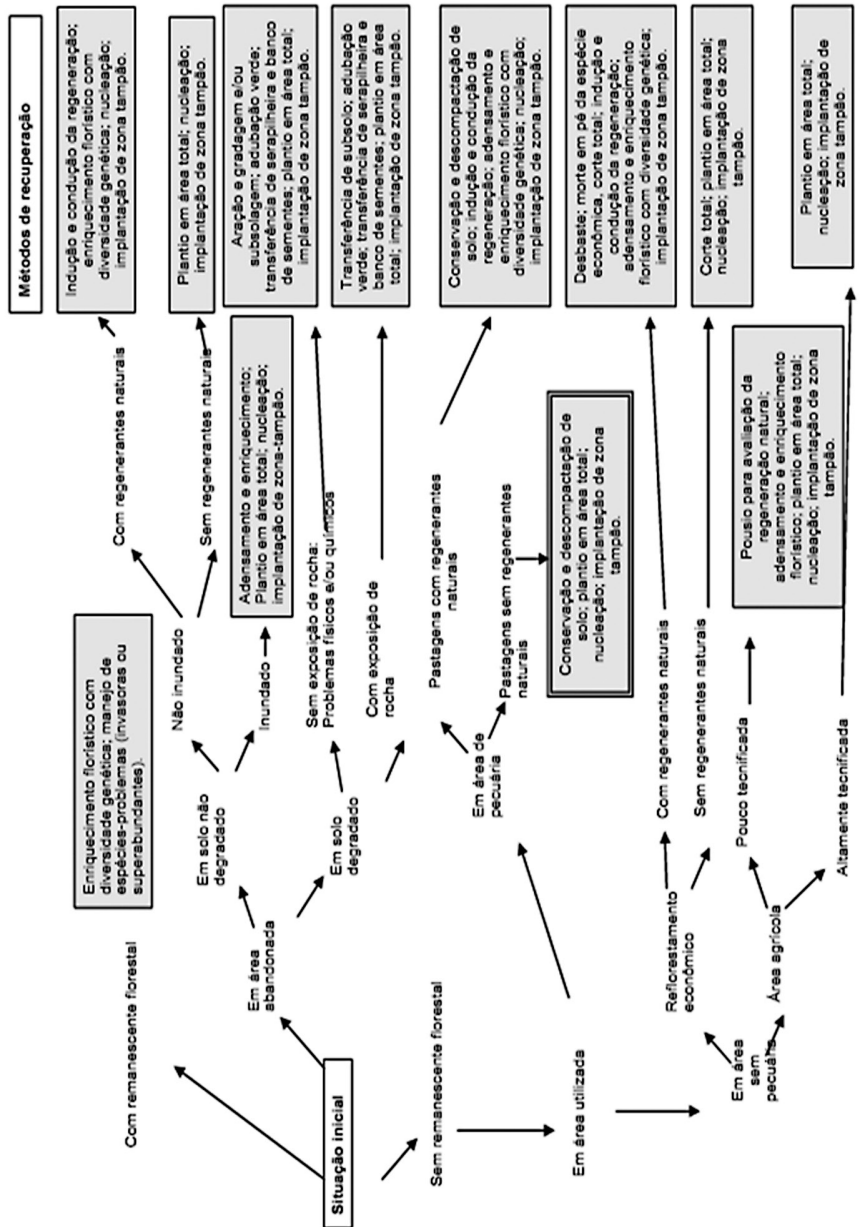 Métodos de recuperação
Indução e condução da regeneração;
enriquecimento florístico com
diversidade genética; nucleação;
implantação de zona tampão.
Plantio em área total; nucleação;
implantação de zona tampão.
Aração e gradagem e/ou
subsolagem; adubação verde;
transferência de serapilheira e banco
de sementes; plantio em área total;
implantação de zona tampão.
Transferência de subsolo; adubação
verde; transferência de serapilheira e
banco de sementes; plantio em área
total; implantação de zona tampão.
Conservação e descompactação de
solo; indução e condução da
regeneração; adensamento e
enriquecimento florístico com
diversidade genética; nucleação;
implantação de zona tampão.
Desbaste; morte em pé da espécie
econômica, corte total; indução e
condução da regeneração;
adensamento e enriquecimento
florístico com diversidade genética;
implantação de zona tampão.
Corte total; plantio em área total;
nucleação; implantação de zona
tampão.
Plantio em área total;
nucleação; implantação de
zona tampão.
Com regenerantes naturais
Sem regenerantes naturais
Adensamento e enriquecimento;
Plantio em área total; nucleação;
implantação de zona-tampão.
Sem exposição de rocha:
Problemas físicos e/ou químicos
Com exposição de
rocha
Pastagens com regenerantes
naturais
Pastagens sem regenerantes
naturais
Conservação e descompactação de
solo; plantio em área total;
nucleação; implantação de zona
tampão.
Com regenerantes naturais
Sem regenerantes naturais
Pousio para avaliação da
regeneração natural;
adensamento e enriquecimento
florístico; plantio em área total;
nucleação; implantação de zona
tampão.
Enriquecimento florístico com
diversidade genética; manejo de
espécies-problemas (invasoras ou
superabundantes).
Não inundado
Inundado
Em solo não
degradado
Em solo
degradado
Em área de
pecuária
Pouco tecnificada
Altamente tecnificada
Com remanescente florestal
Em área
abandonada
Reflorestamento
econômico
Área agrícola
Situação inicial
Sem remanescente florestal
Em área utilizada
Em área
sem
pecuária